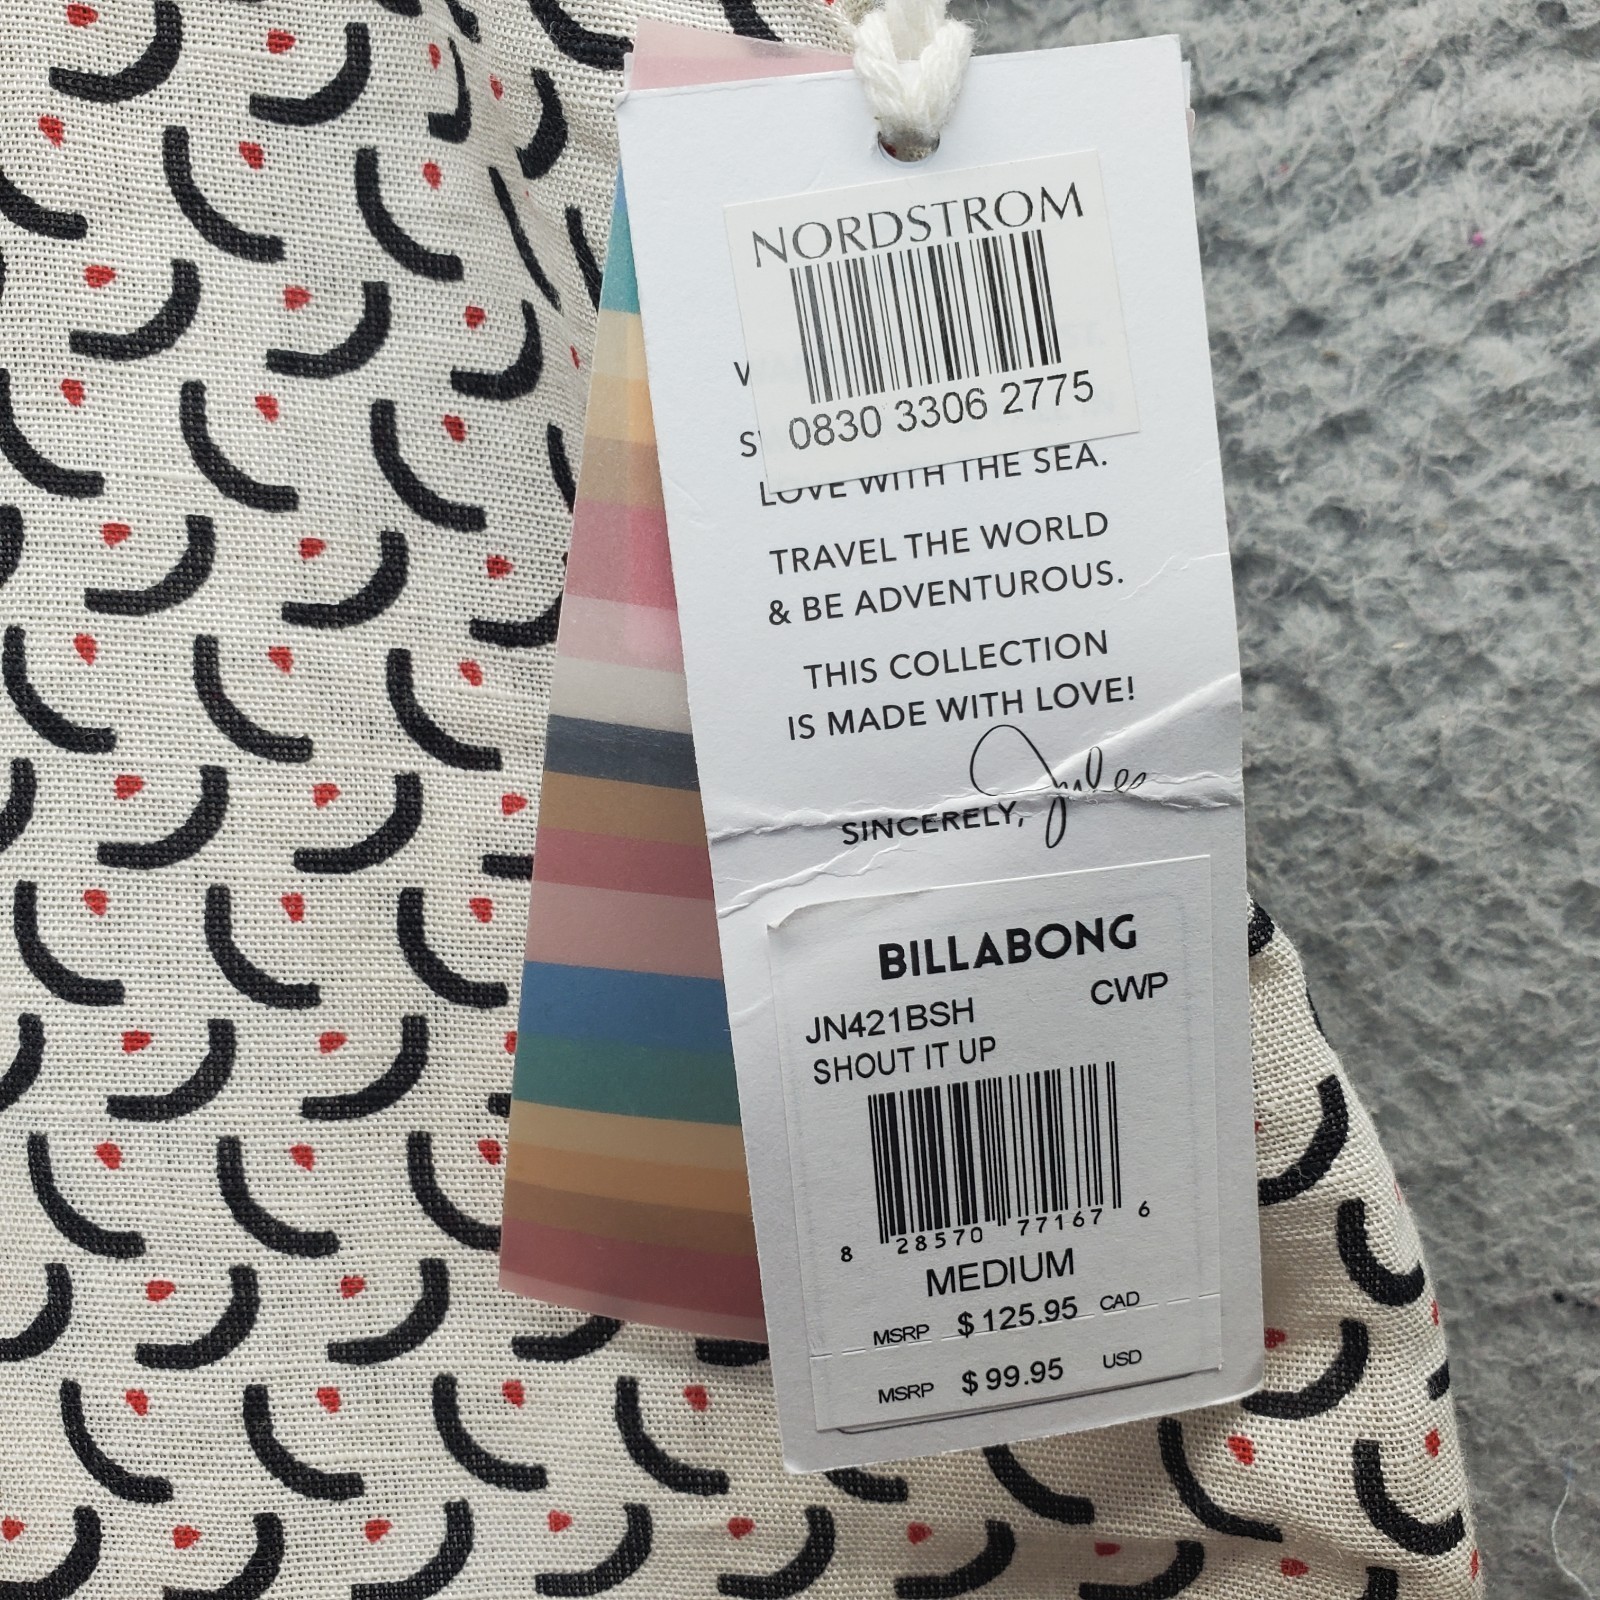 NORDSTROM
0830 3306 2775
LOVE WITH THE SEA.
TRAVEL THE WORLD
& BE ADVENTUROUS.
THIS COLLECTION
IS MADE WITH LOVE!
SINCERELY, Jules
BILLABONG
JN421BSH CWP
SHOUT IT UP
8 28570 77167 6
MEDIUM
MSRP $125.95 CAD
MSRP $99.95 USD